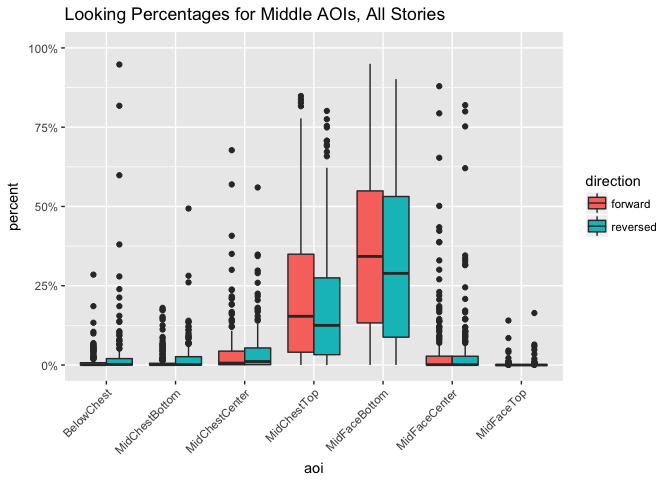 Looking Percentages for Middle AOIs, All Stories
100%
75%
50%
25%
0%
percent
BelowChest
MidChestBottom
MidChestCenter
MidChestTop
MidFaceBottom
MidFaceCenter
MidFaceTop
aoi
direction
forward
reversed